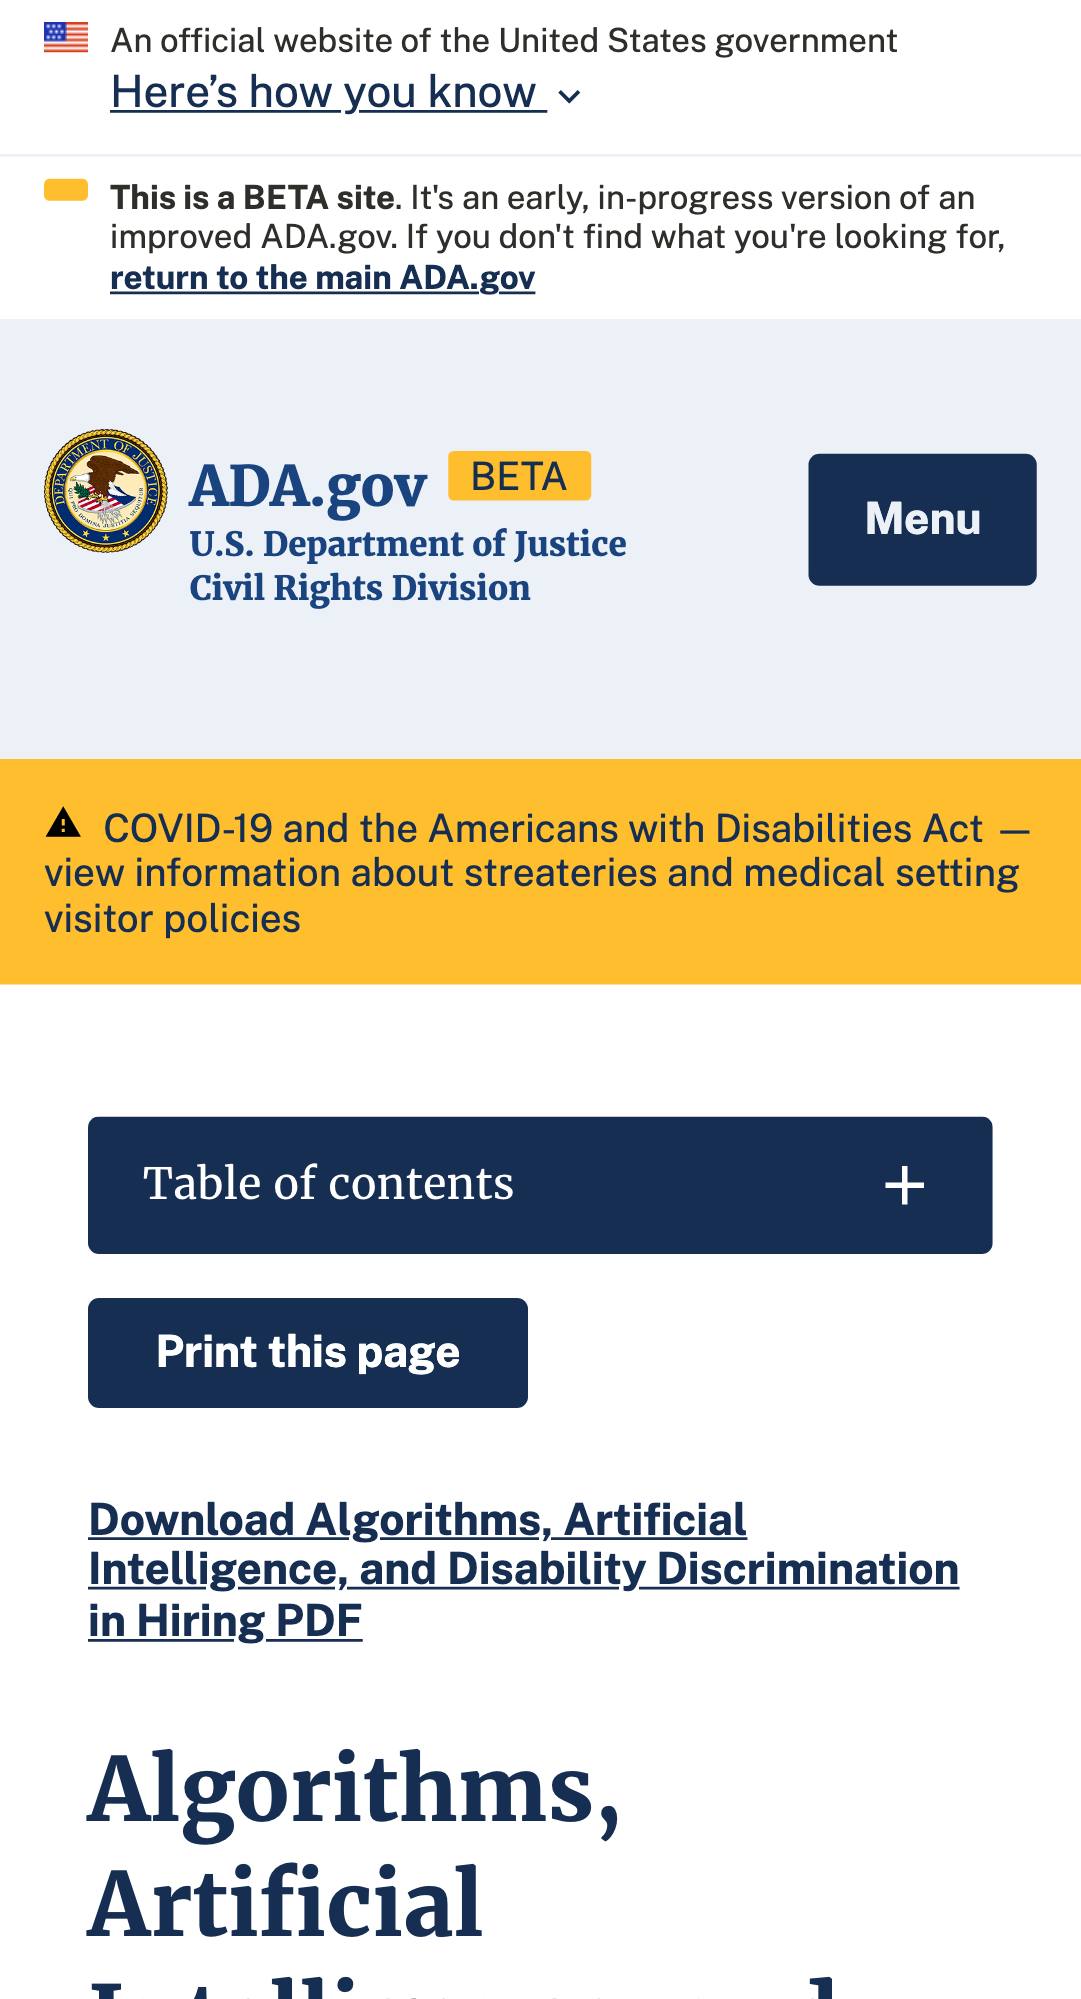 An official website of the United States government
Here’s how you know
This is a BETA site. It's an early, in-progress version of an
improved ADA.gov. If you don't find what you're looking for,
return to the main ADA.gov
ADA.gov BETA
U.S. Department of Justice
Civil Rights Division
Menu
COVID-19 and the Americans with Disabilities Act —
view information about streateries and medical setting
visitor policies
Table of contents
Print this page
Download Algorithms, Artificial
Intelligence, and Disability Discrimination
in Hiring PDF
Algorithms,
Artificial